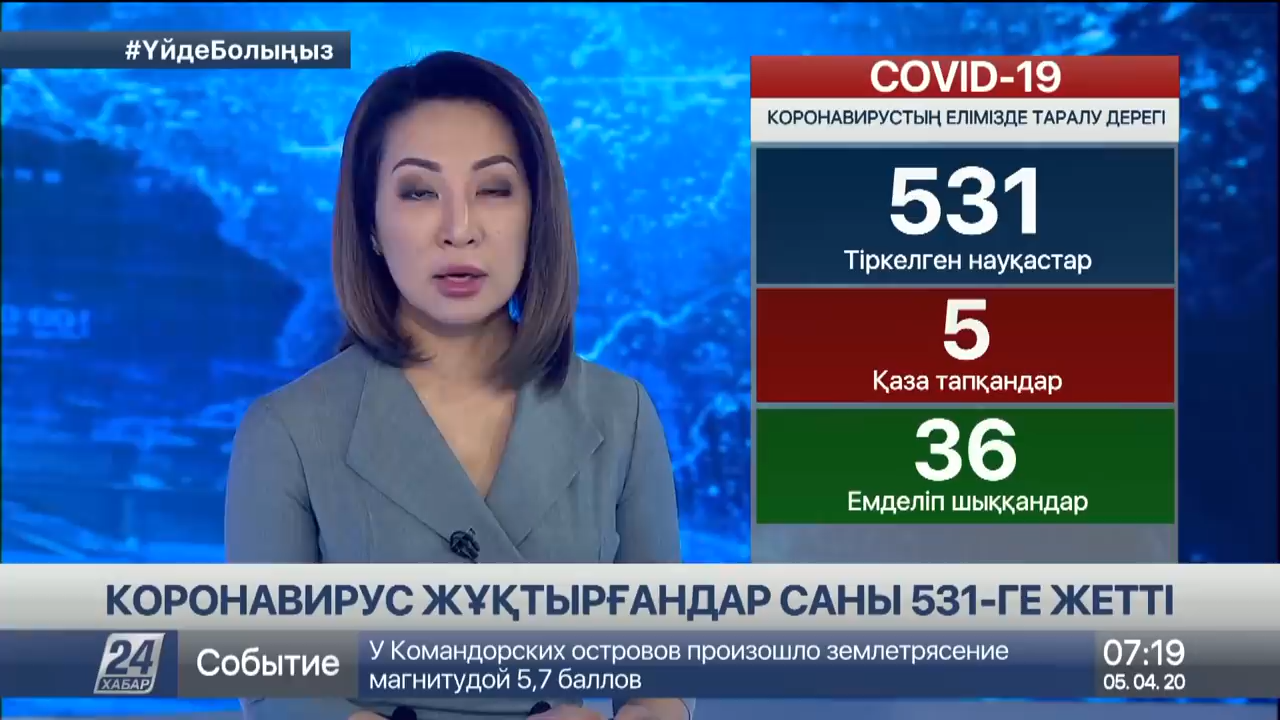 #ҮйдеБолыңыз
COVID-19
КОРОНАВИРУСТЫҢ ЕЛІМІЗДЕ ТАРАЛУ ДЕРЕГІ
531
Тіркелген науқастар
5
Қаза тапқандар
36
Емделіп шыққандар
КОРОНАВИРУС ЖҰҚТЫРҒАНДАР САНЫ 531-ГЕ ЖЕТТІ
24
ХАБАР
Событие
У Командорских островов произошло землетрясение
магнитудой 5,7 баллов
07:19
05. 04. 20